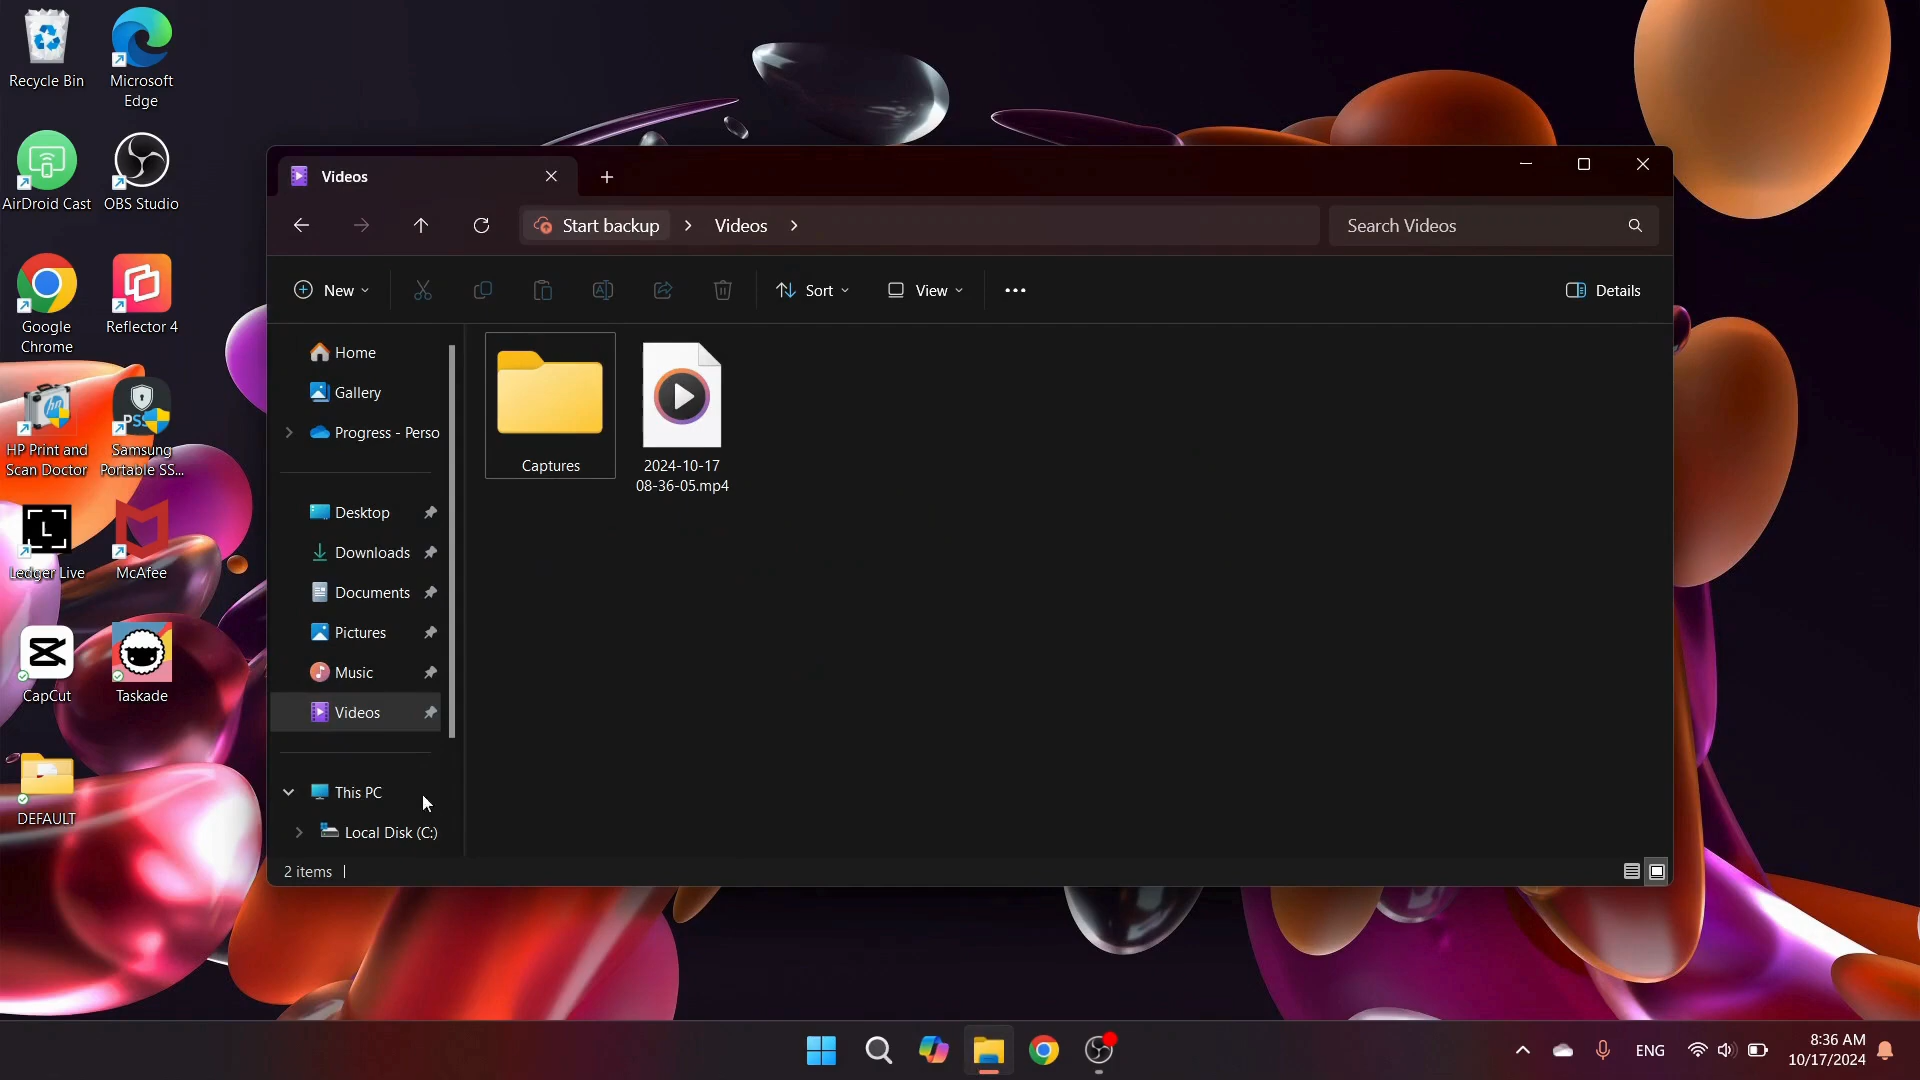 Recycle Bin
Microsoft
Edge
AirDroid Cast
OBS Studio
Google
Chrome
Reflector 4
HP Print and
Scan Doctor
Samsung
Portable SS...
Ledger Live
McAfee
CapCut
Taskade
DEFAULT
Videos
Start backup
Videos
Search Videos
New
Sort
View
Details
Home
Gallery
Progress - Perso
Desktop
Downloads
Documents
Pictures
Music
Videos
This PC
Local Disk (C:)
Captures
2024-10-17
08-36-05.mp4
2 items
ENG
8:36 AM
10/17/2024